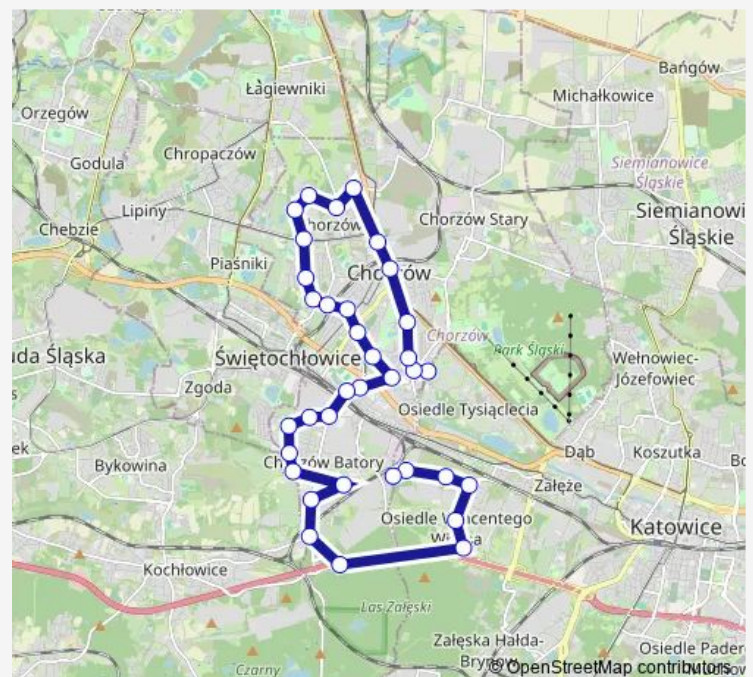 Bańgów
Łagiewniki
Michałkowice
Orzegów
Chropaczów
Godula
Siemianowice
Śląskie
Lipiny
Chorzów Stary
Siemianowi
Śląskie
Chebzie
Piaśniki
Chorzów
Chorzów
Park Śląski
uda Śląska
Świętochłowice
Wełnowiec-
Józefowiec
Zgoda
Osiedle Tysiąclecia
Dąb
Koszutka
Bykowina
Chorzów Batory
Załęże
Osiedle Wincentego
Katowice
Kochłowice
Las Załęski
Załęska Hałda-
Brynów
Osiedle Pader
Czarny
© OpenStreetMap contributors